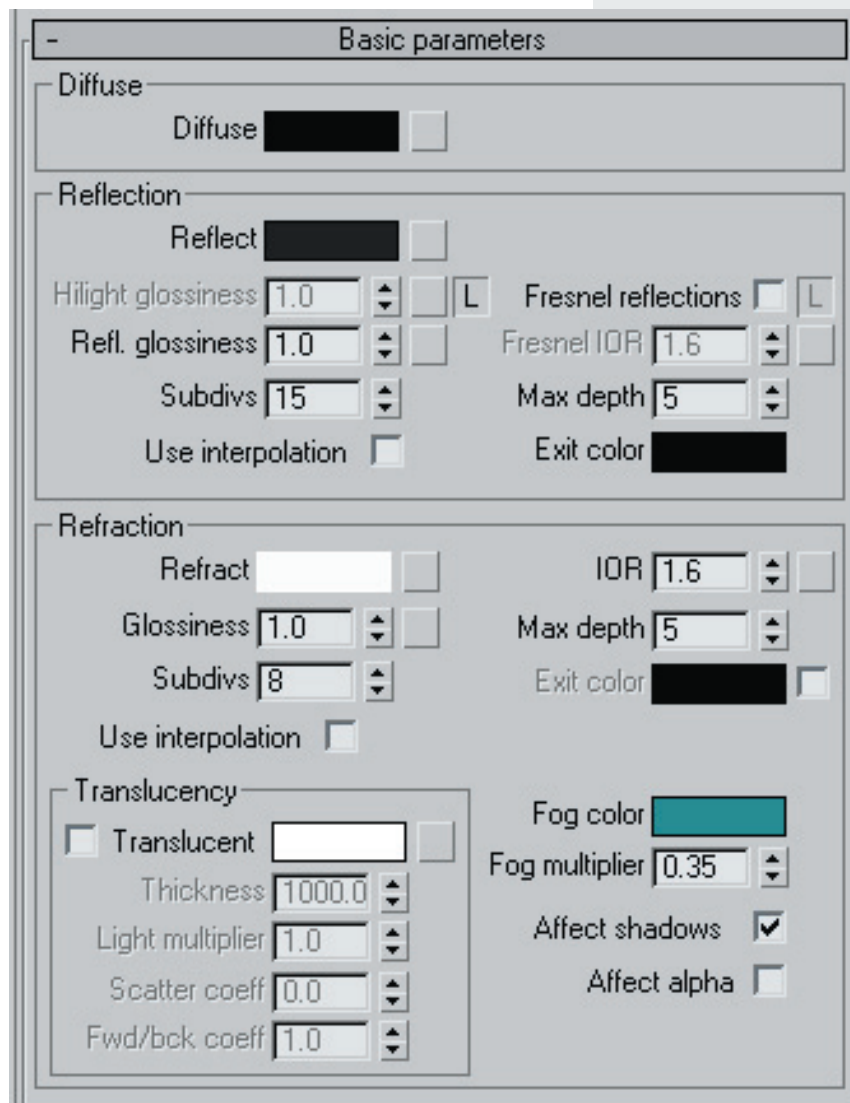 - Basic parameters
Diffuse
Diffuse
Reflection
Reflect
Hilight glossiness 1.0 L Fresnel reflections L
Refl. glossiness 1.0 Fresnel IOR 1.6
Subdivs 15 Max depth 5
Use interpolation Exit color
Refraction
Refract IOR 1.6
Glossiness 1.0 Max depth 5
Subdivs 8 Exit color
Use interpolation
Translucency
Translucent
Thickness 1000.0
Light multiplier 1.0
Scatter coeff 0.0
Fwd/bck coeff 1.0
Fog color
Fog multiplier 0.35
Affect shadows
Affect alpha